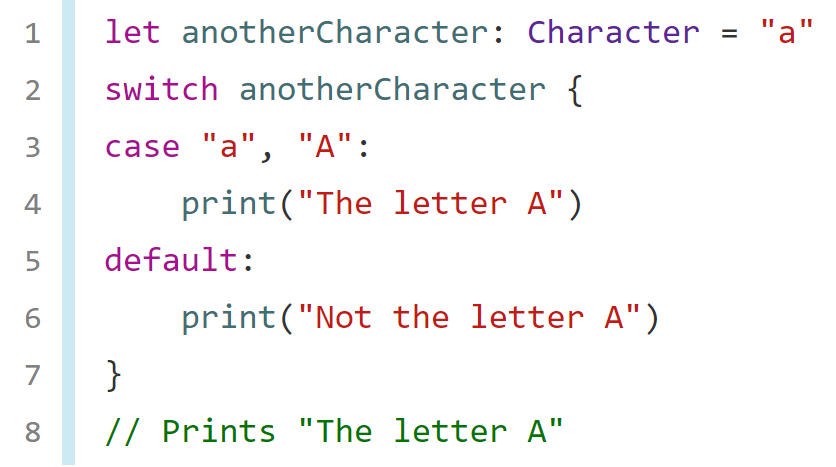 1 let anotherCharacter: Character = "a"
2 switch anotherCharacter {
3 case "a", "A":
4     print("The letter A")
5 default:
6     print("Not the letter A")
7 }
8 // Prints "The letter A"